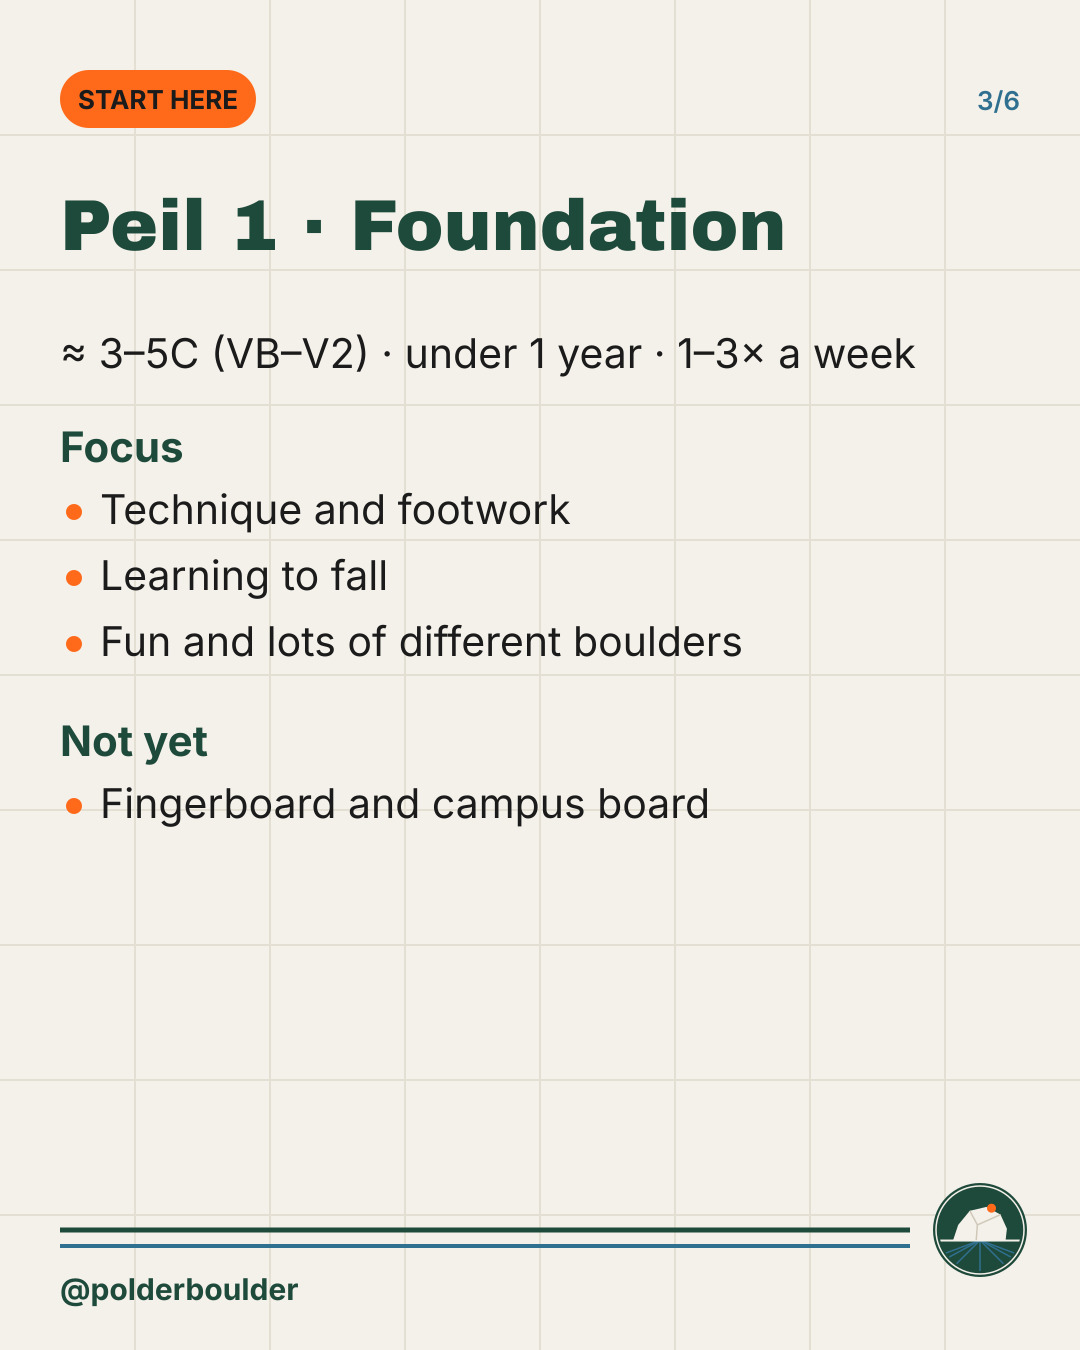 START HERE
3/6
Peil 1 · Foundation
≈ 3–5C (VB–V2) · under 1 year · 1–3× a week
Focus
• Technique and footwork
• Learning to fall
• Fun and lots of different boulders
Not yet
• Fingerboard and campus board
@polderboulder